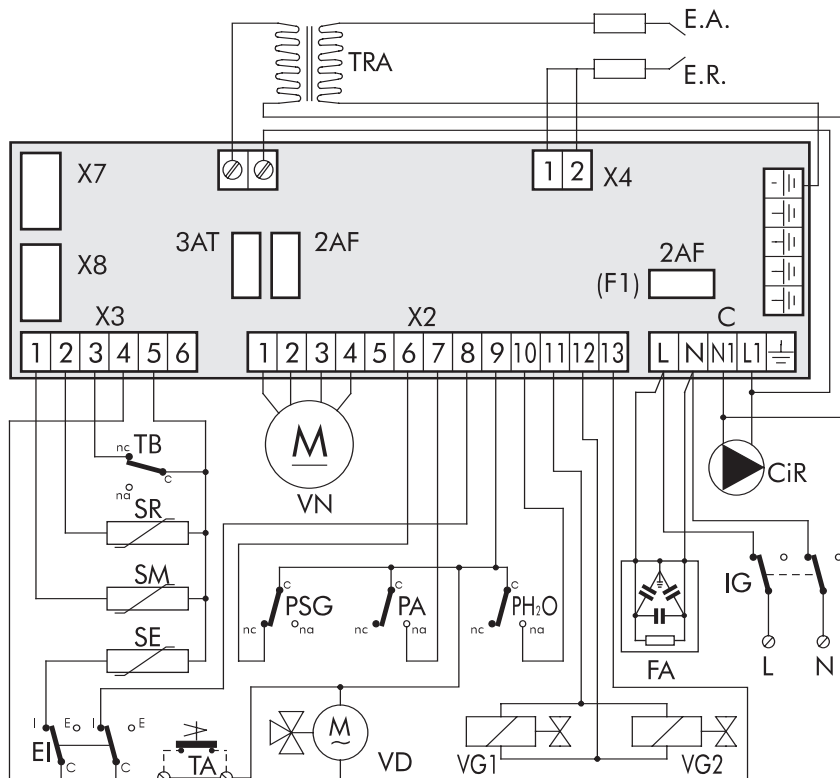 E.A.
TRA
E.R.
X7
1 2 X4
3AT 2AF
X8
2AF
(F1)
X3 X2 C
1 2 3 4 5 6
1 2 3 4 5 6 7 8 9 10 11 12 13
L N N1 L1
nc TB
c
na
M
VN
CiR
SR
SM
SE
c PSG
nc na
c PA
nc na
c PH₂O
nc na
IG
FA
L N
I E I E
EI
TA
M
~
VD
VG1 VG2